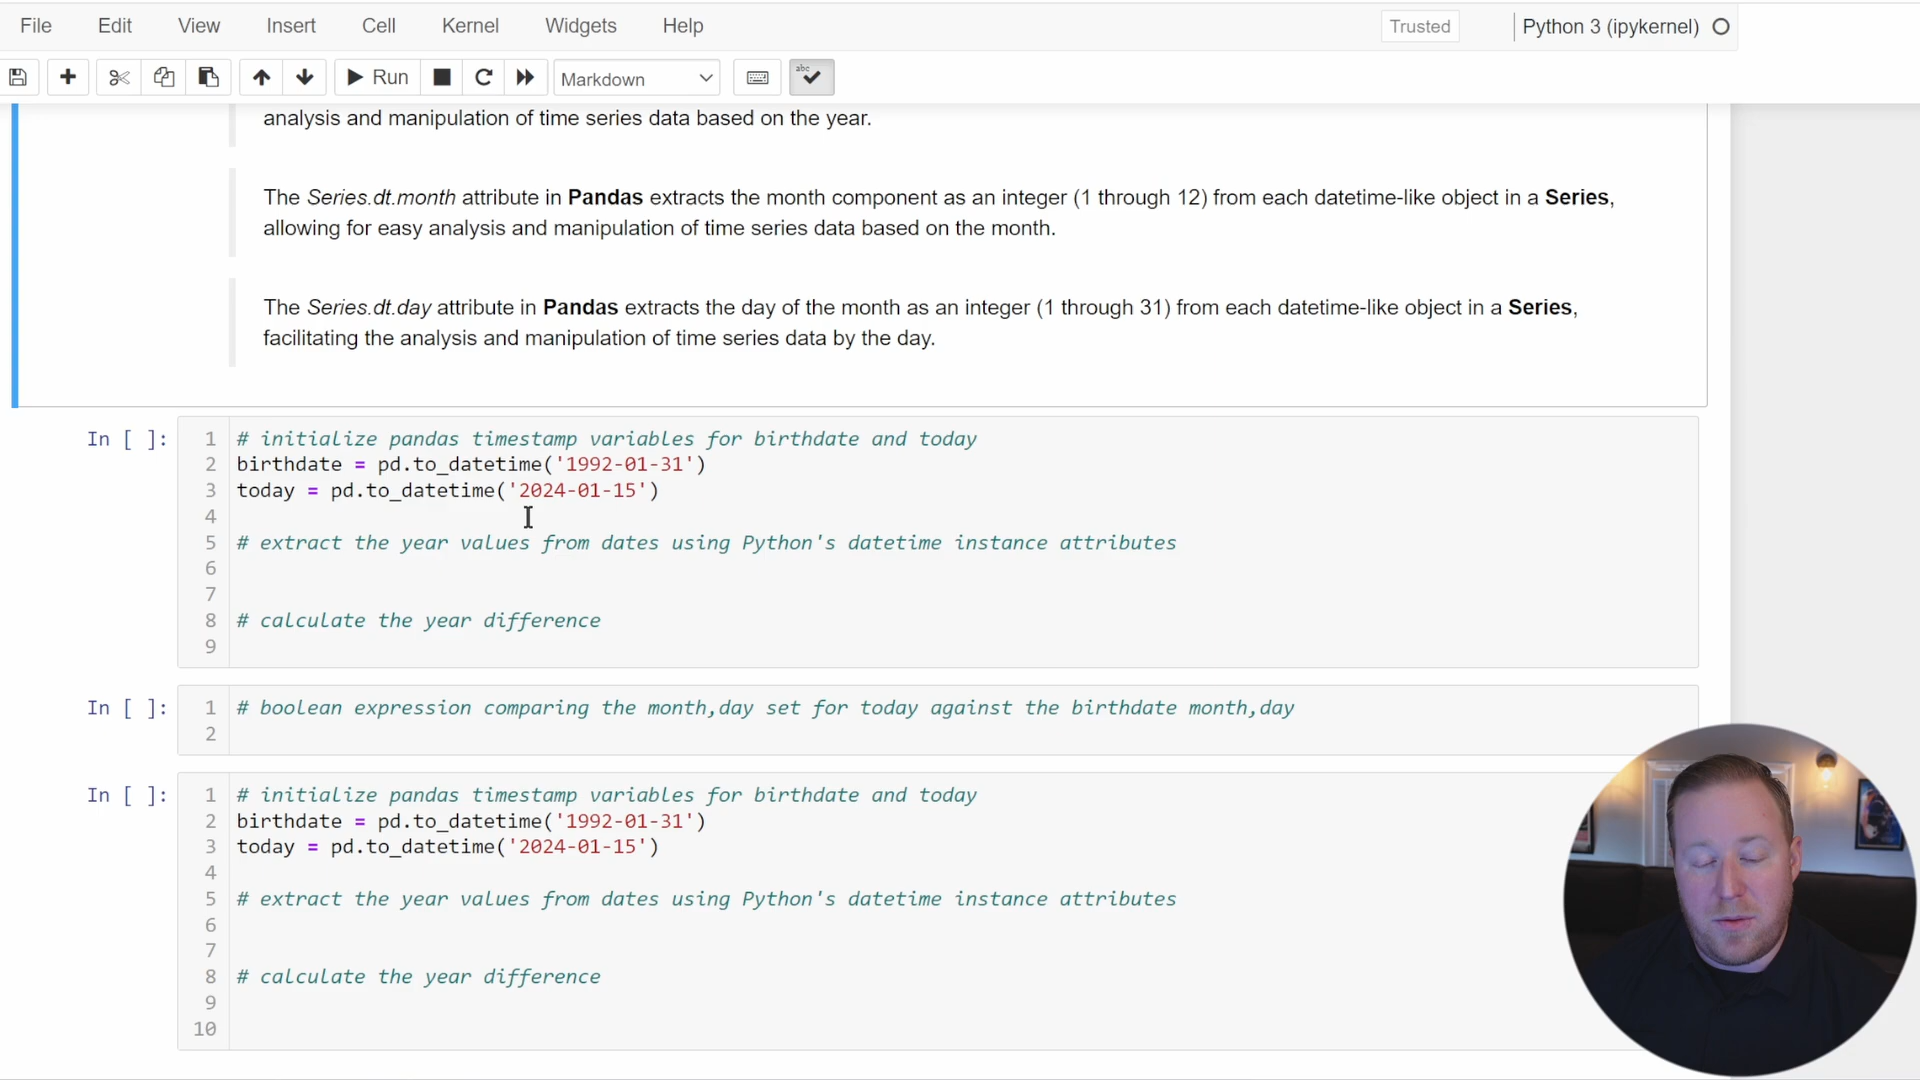 File Edit View Insert Cell Kernel Widgets Help Trusted Python 3 (ipykernel)
Run Markdown abc
analysis and manipulation of time series data based on the year.
The Series.dt.month attribute in Pandas extracts the month component as an integer (1 through 12) from each datetime-like object in a Series,
allowing for easy analysis and manipulation of time series data based on the month.
The Series.dt.day attribute in Pandas extracts the day of the month as an integer (1 through 31) from each datetime-like object in a Series,
facilitating the analysis and manipulation of time series data by the day.
In [ ]: 1 # initialize pandas timestamp variables for birthdate and today
2 birthdate = pd.to_datetime('1992-01-31')
3 today = pd.to_datetime('2024-01-15')
4
5 # extract the year values from dates using Python's datetime instance attributes
6
7
8 # calculate the year difference
9
In [ ]: 1 # boolean expression comparing the month,day set for today against the birthdate month,day
2
In [ ]: 1 # initialize pandas timestamp variables for birthdate and today
2 birthdate = pd.to_datetime('1992-01-31')
3 today = pd.to_datetime('2024-01-15')
4
5 # extract the year values from dates using Python's datetime instance attributes
6
7
8 # calculate the year difference
9
10